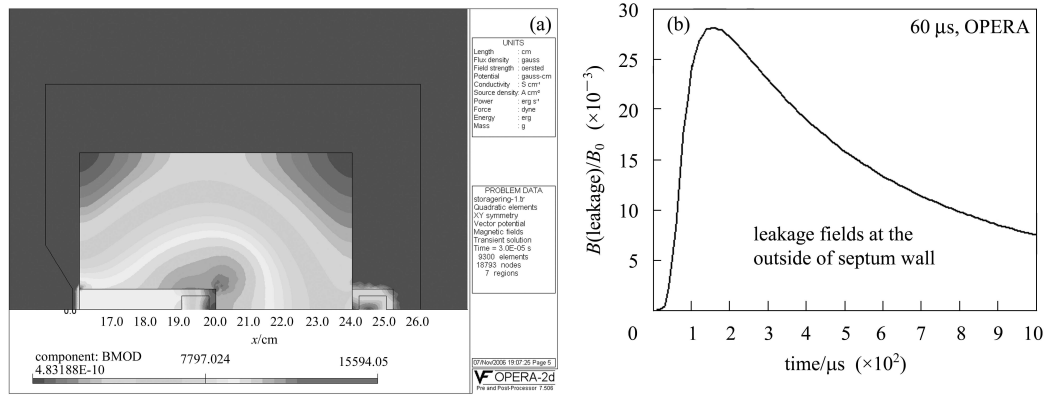 (a)
UNITS
Length : cm
Flux density : gauss
Field strength : oersted
Potential : gauss-cm
Conductivity : S cm⁻¹
Source density: A cm⁻²
Power : erg s⁻¹
Force : dyne
Energy : erg
Mass : g
PROBLEM DATA
storagering-1.tr
Quadratic elements
XY symmetry
Vector potential
Magnetic fields
Transient solution
Time = 3.0E-05 s
9300 elements
18793 nodes
7 regions
0.0
17.0 18.0 19.0 20.0 21.0 22.0 23.0 24.0 25.0 26.0
x/cm
component: BMOD
4.83188E-10 7797.024 15594.05
07/Nov/2006 19:07:25 Page 5
VF OPERA-2d
Pre and Post-Processor 7.506
(b)
60 μs, OPERA
B(leakage)/B₀ (×10⁻³)
30
25
20
15
10
5
leakage fields at the
outside of septum wall
0 1 2 3 4 5 6 7 8 9 10
time/μs (×10²)